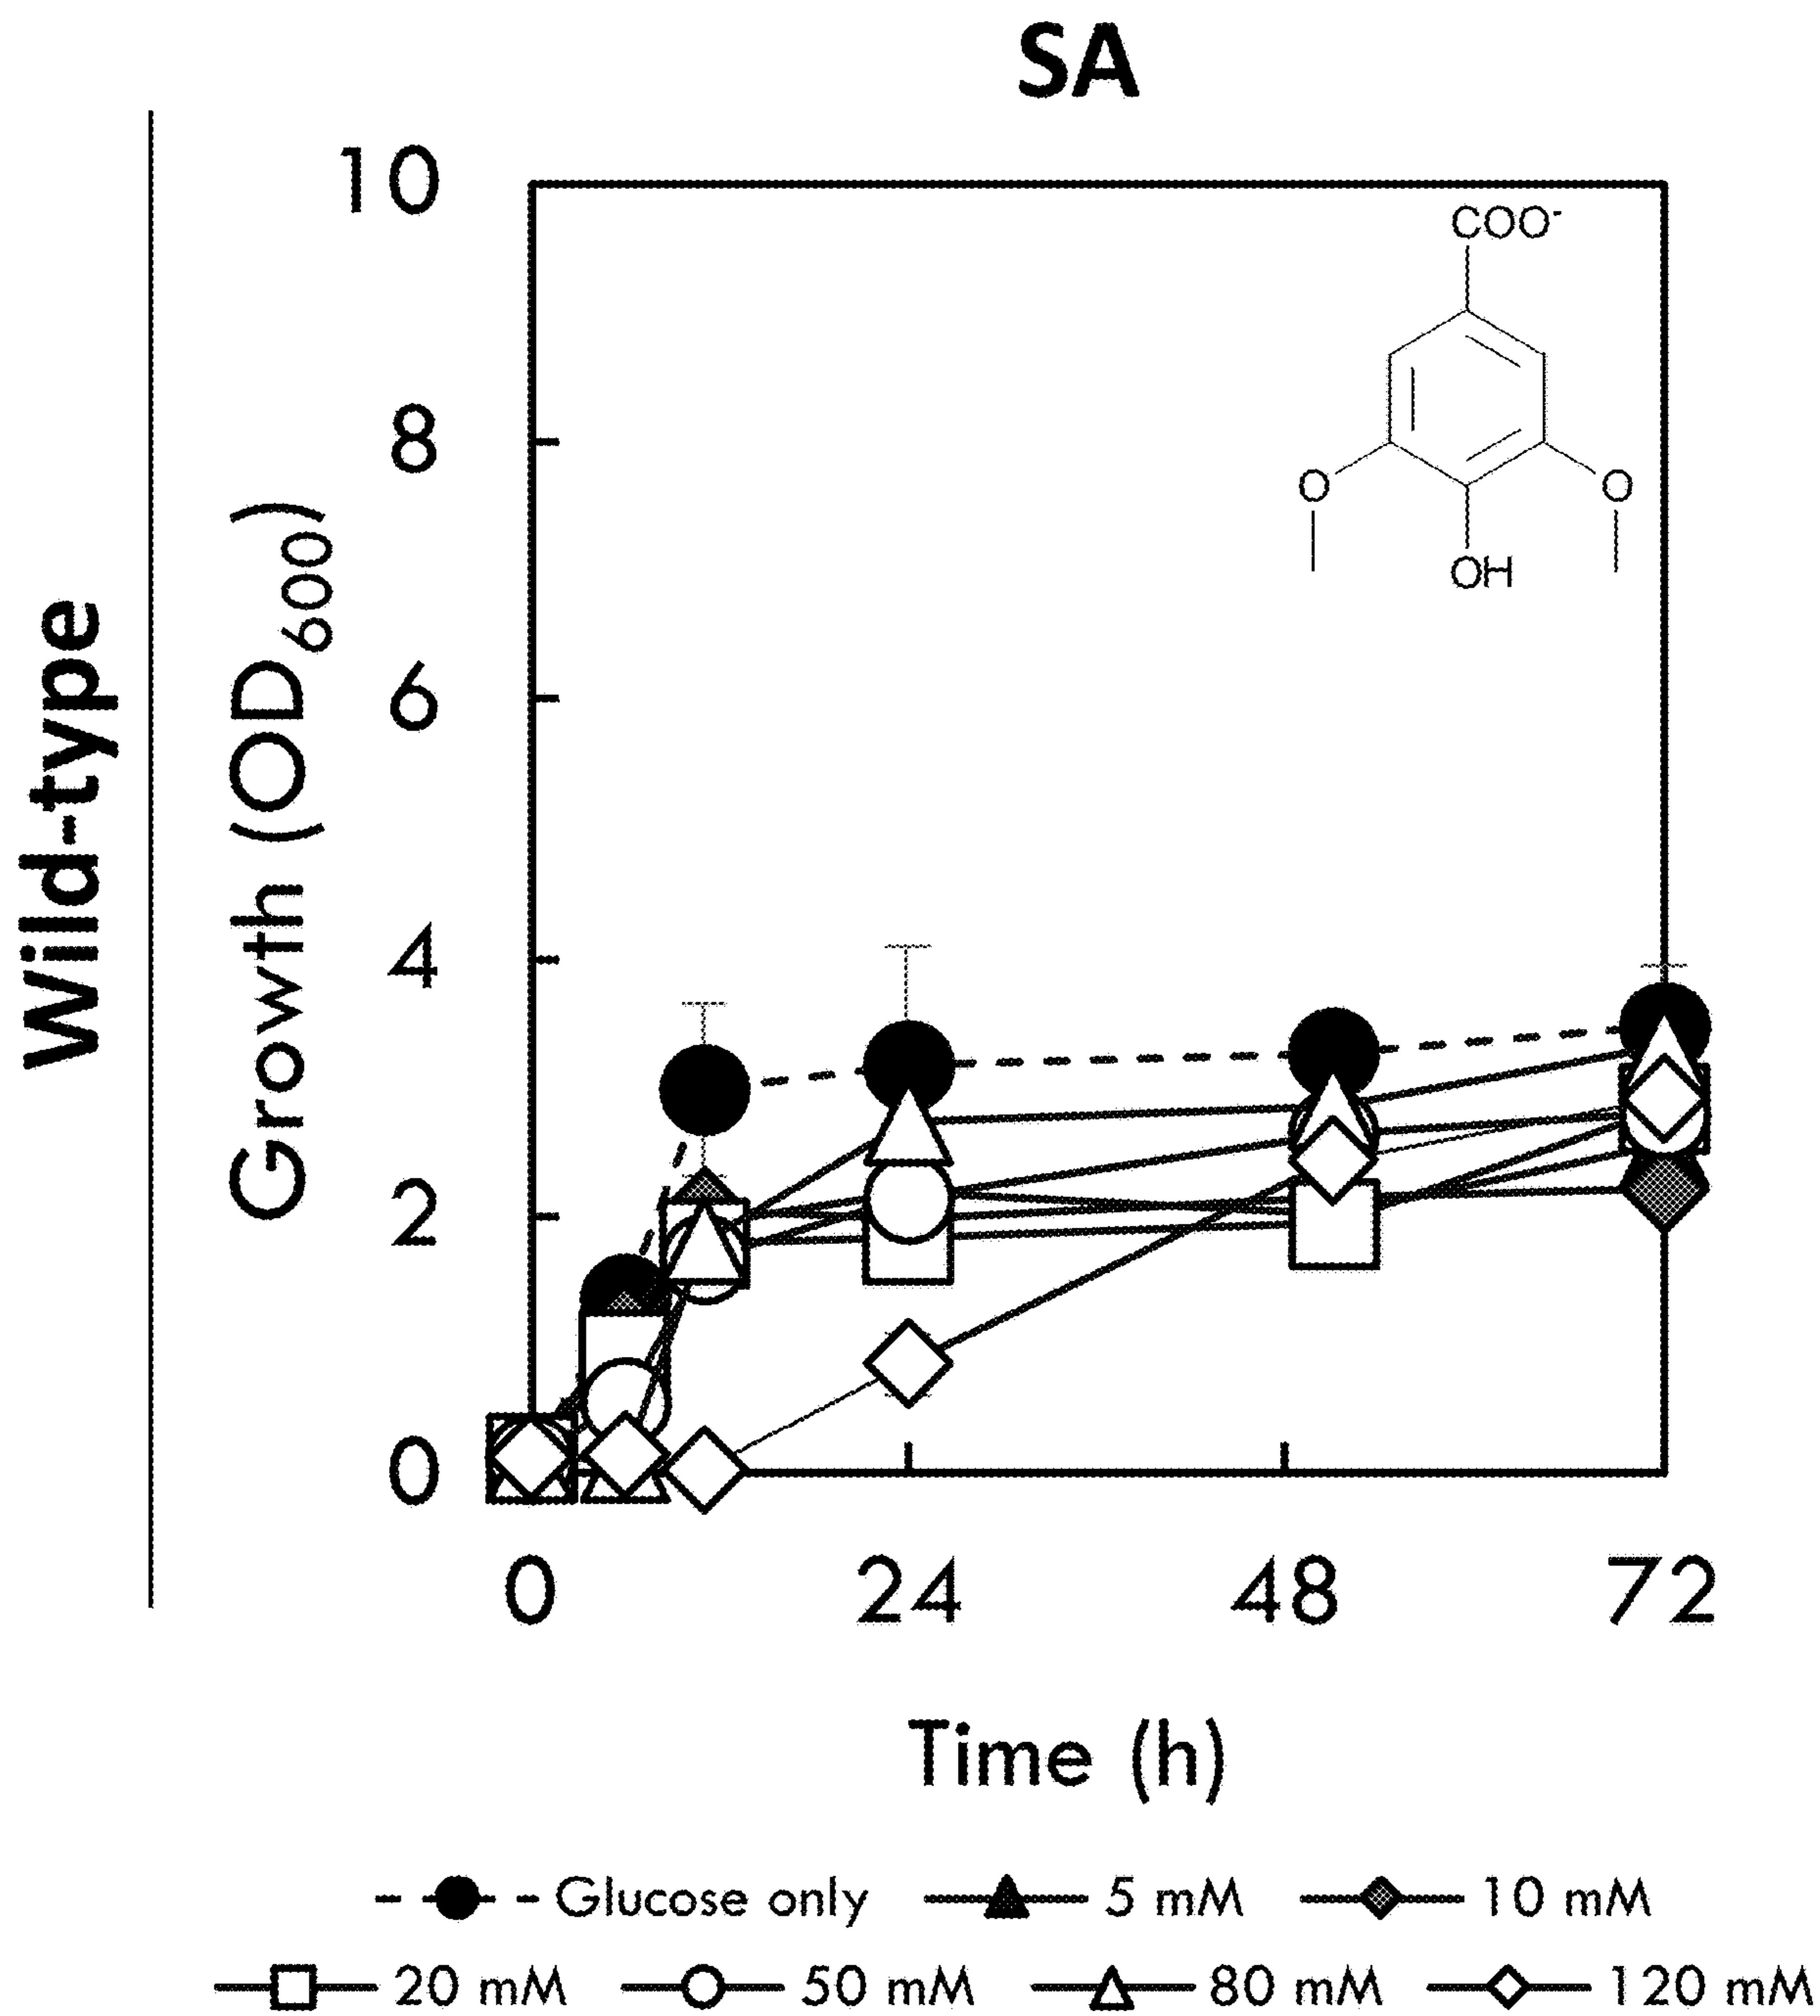 SA
Wild-type
Growth (OD600)
10
8
6
4
2
0
COO-
O
O
OH
0 24 48 72
Time (h)
Glucose only 5 mM 10 mM
20 mM 50 mM 80 mM 120 mM